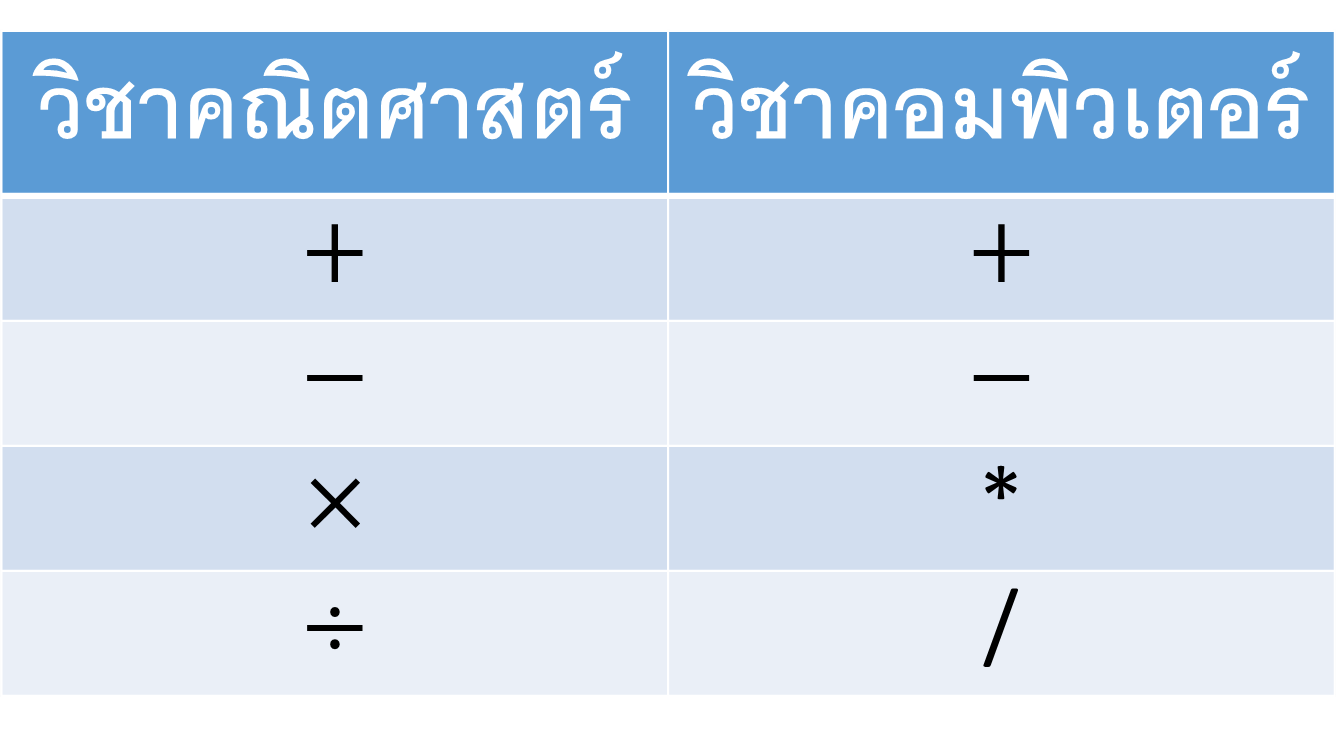 วิชาคณิตศาสตร์ วิชาคอมพิวเตอร์
+ +
− −
× *
÷ /